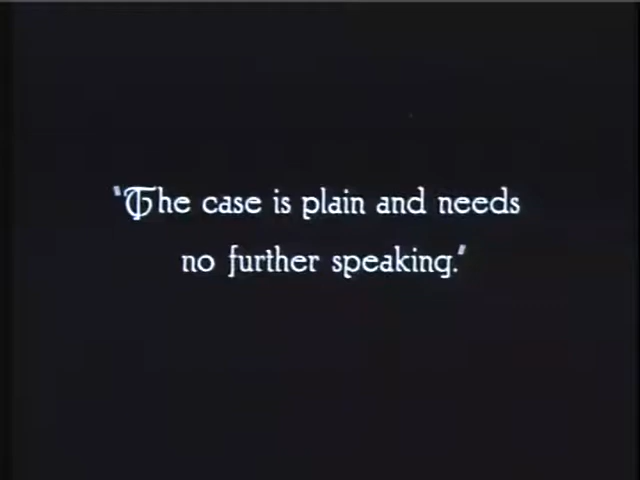 "The case is plain and needs
no further speaking."